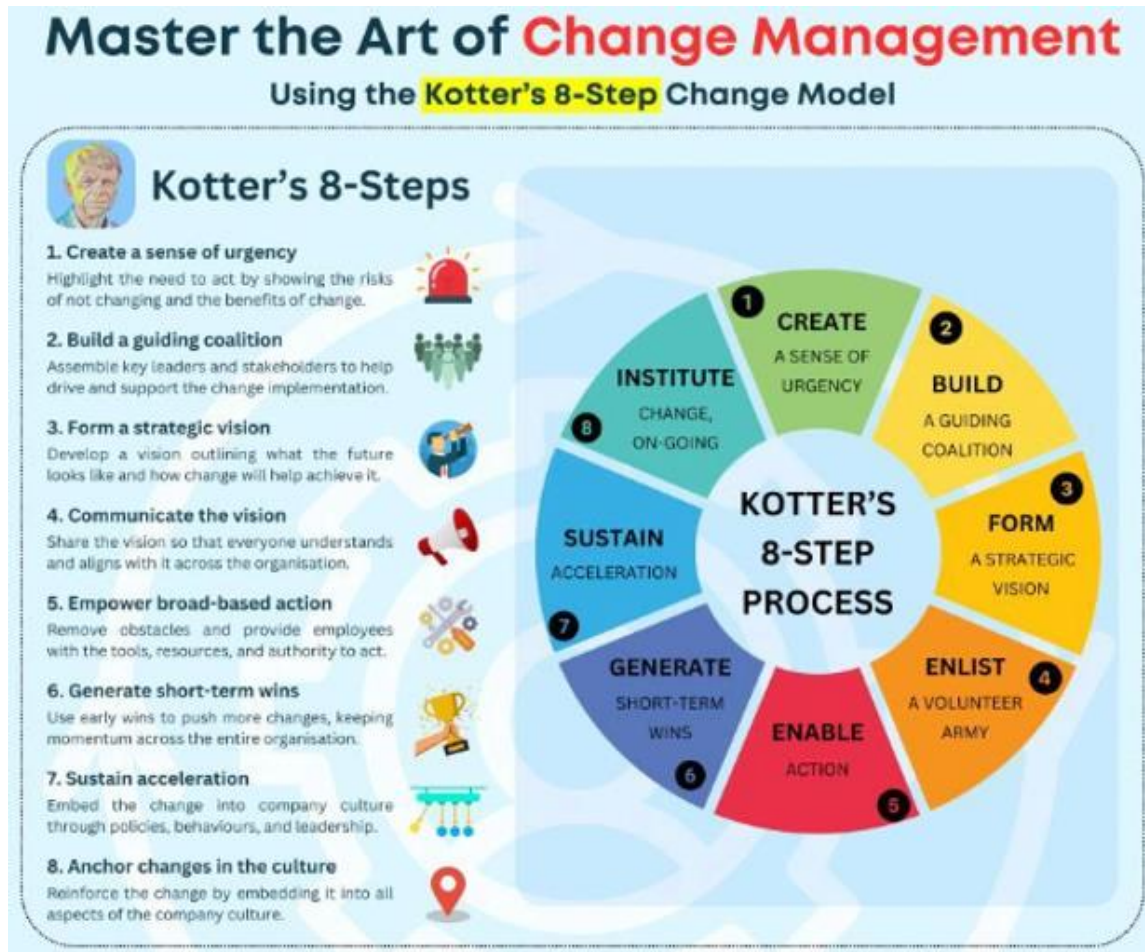 Master the Art of Change Management
Using the Kotter's 8-Step Change Model
Kotter's 8-Steps
1. Create a sense of urgency
Highlight the need to act by showing the risks
of not changing and the benefits of change.
2. Build a guiding coalition
Assemble key leaders and stakeholders to help
drive and support the change implementation.
3. Form a strategic vision
Develop a vision outlining what the future
looks like and how change will help achieve it.
4. Communicate the vision
Share the vision so that everyone understands
and aligns with it across the organisation.
5. Empower broad-based action
Remove obstacles and provide employees
with the tools, resources, and authority to act.
6. Generate short-term wins
Use early wins to push more changes, keeping
momentum across the entire organisation.
7. Sustain acceleration
Embed the change into company culture
through policies, behaviours, and leadership.
8. Anchor changes in the culture
Reinforce the change by embedding it into all
aspects of the company culture.
KOTTER'S
8-STEP
PROCESS
1
CREATE
A SENSE OF
URGENCY
2
BUILD
A GUIDING
COALITION
3
FORM
A STRATEGIC
VISION
4
ENLIST
A VOLUNTEER
ARMY
5
ENABLE
ACTION
6
GENERATE
SHORT-TERM
WINS
7
SUSTAIN
ACCELERATION
8
INSTITUTE
CHANGE,
ON-GOING